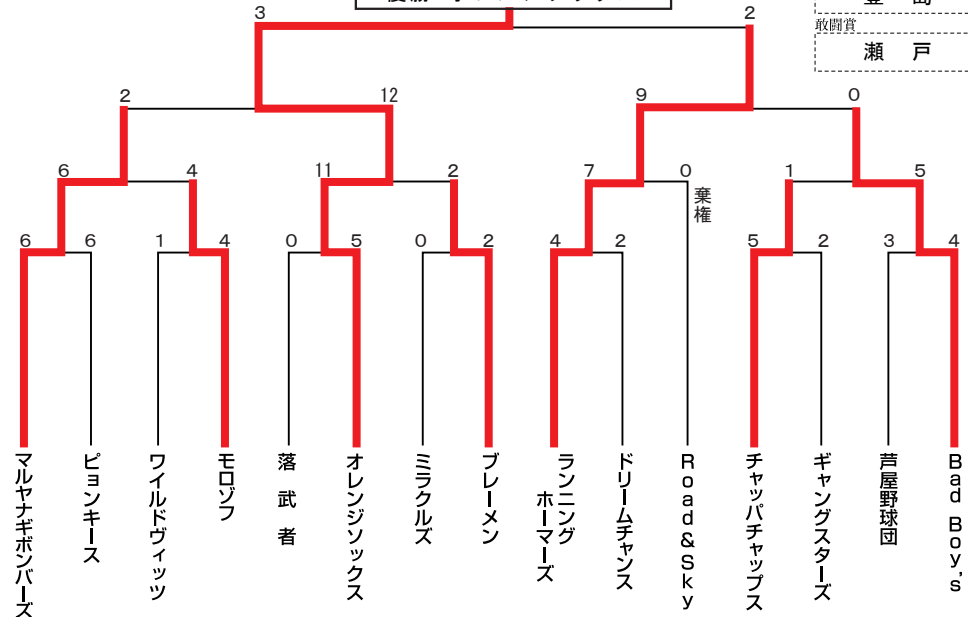 敢闘賞
瀬 戸
3
2
2
12
9
0
6
4
11
2
7
0
1
5
棄権
6
6
1
4
0
5
0
2
4
2
5
2
3
4
マルヤナギボンバーズ
ピョンキース
ワイルドヴィッツ
モロゾフ
落 武 者
オレンジソックス
ミラクルズ
ブレーメン
ランニング
ホーマーズ
ドリームチャンス
Road&Sky
チャッパチャップス
ギャングスターズ
芦屋野球団
Bad Boy's